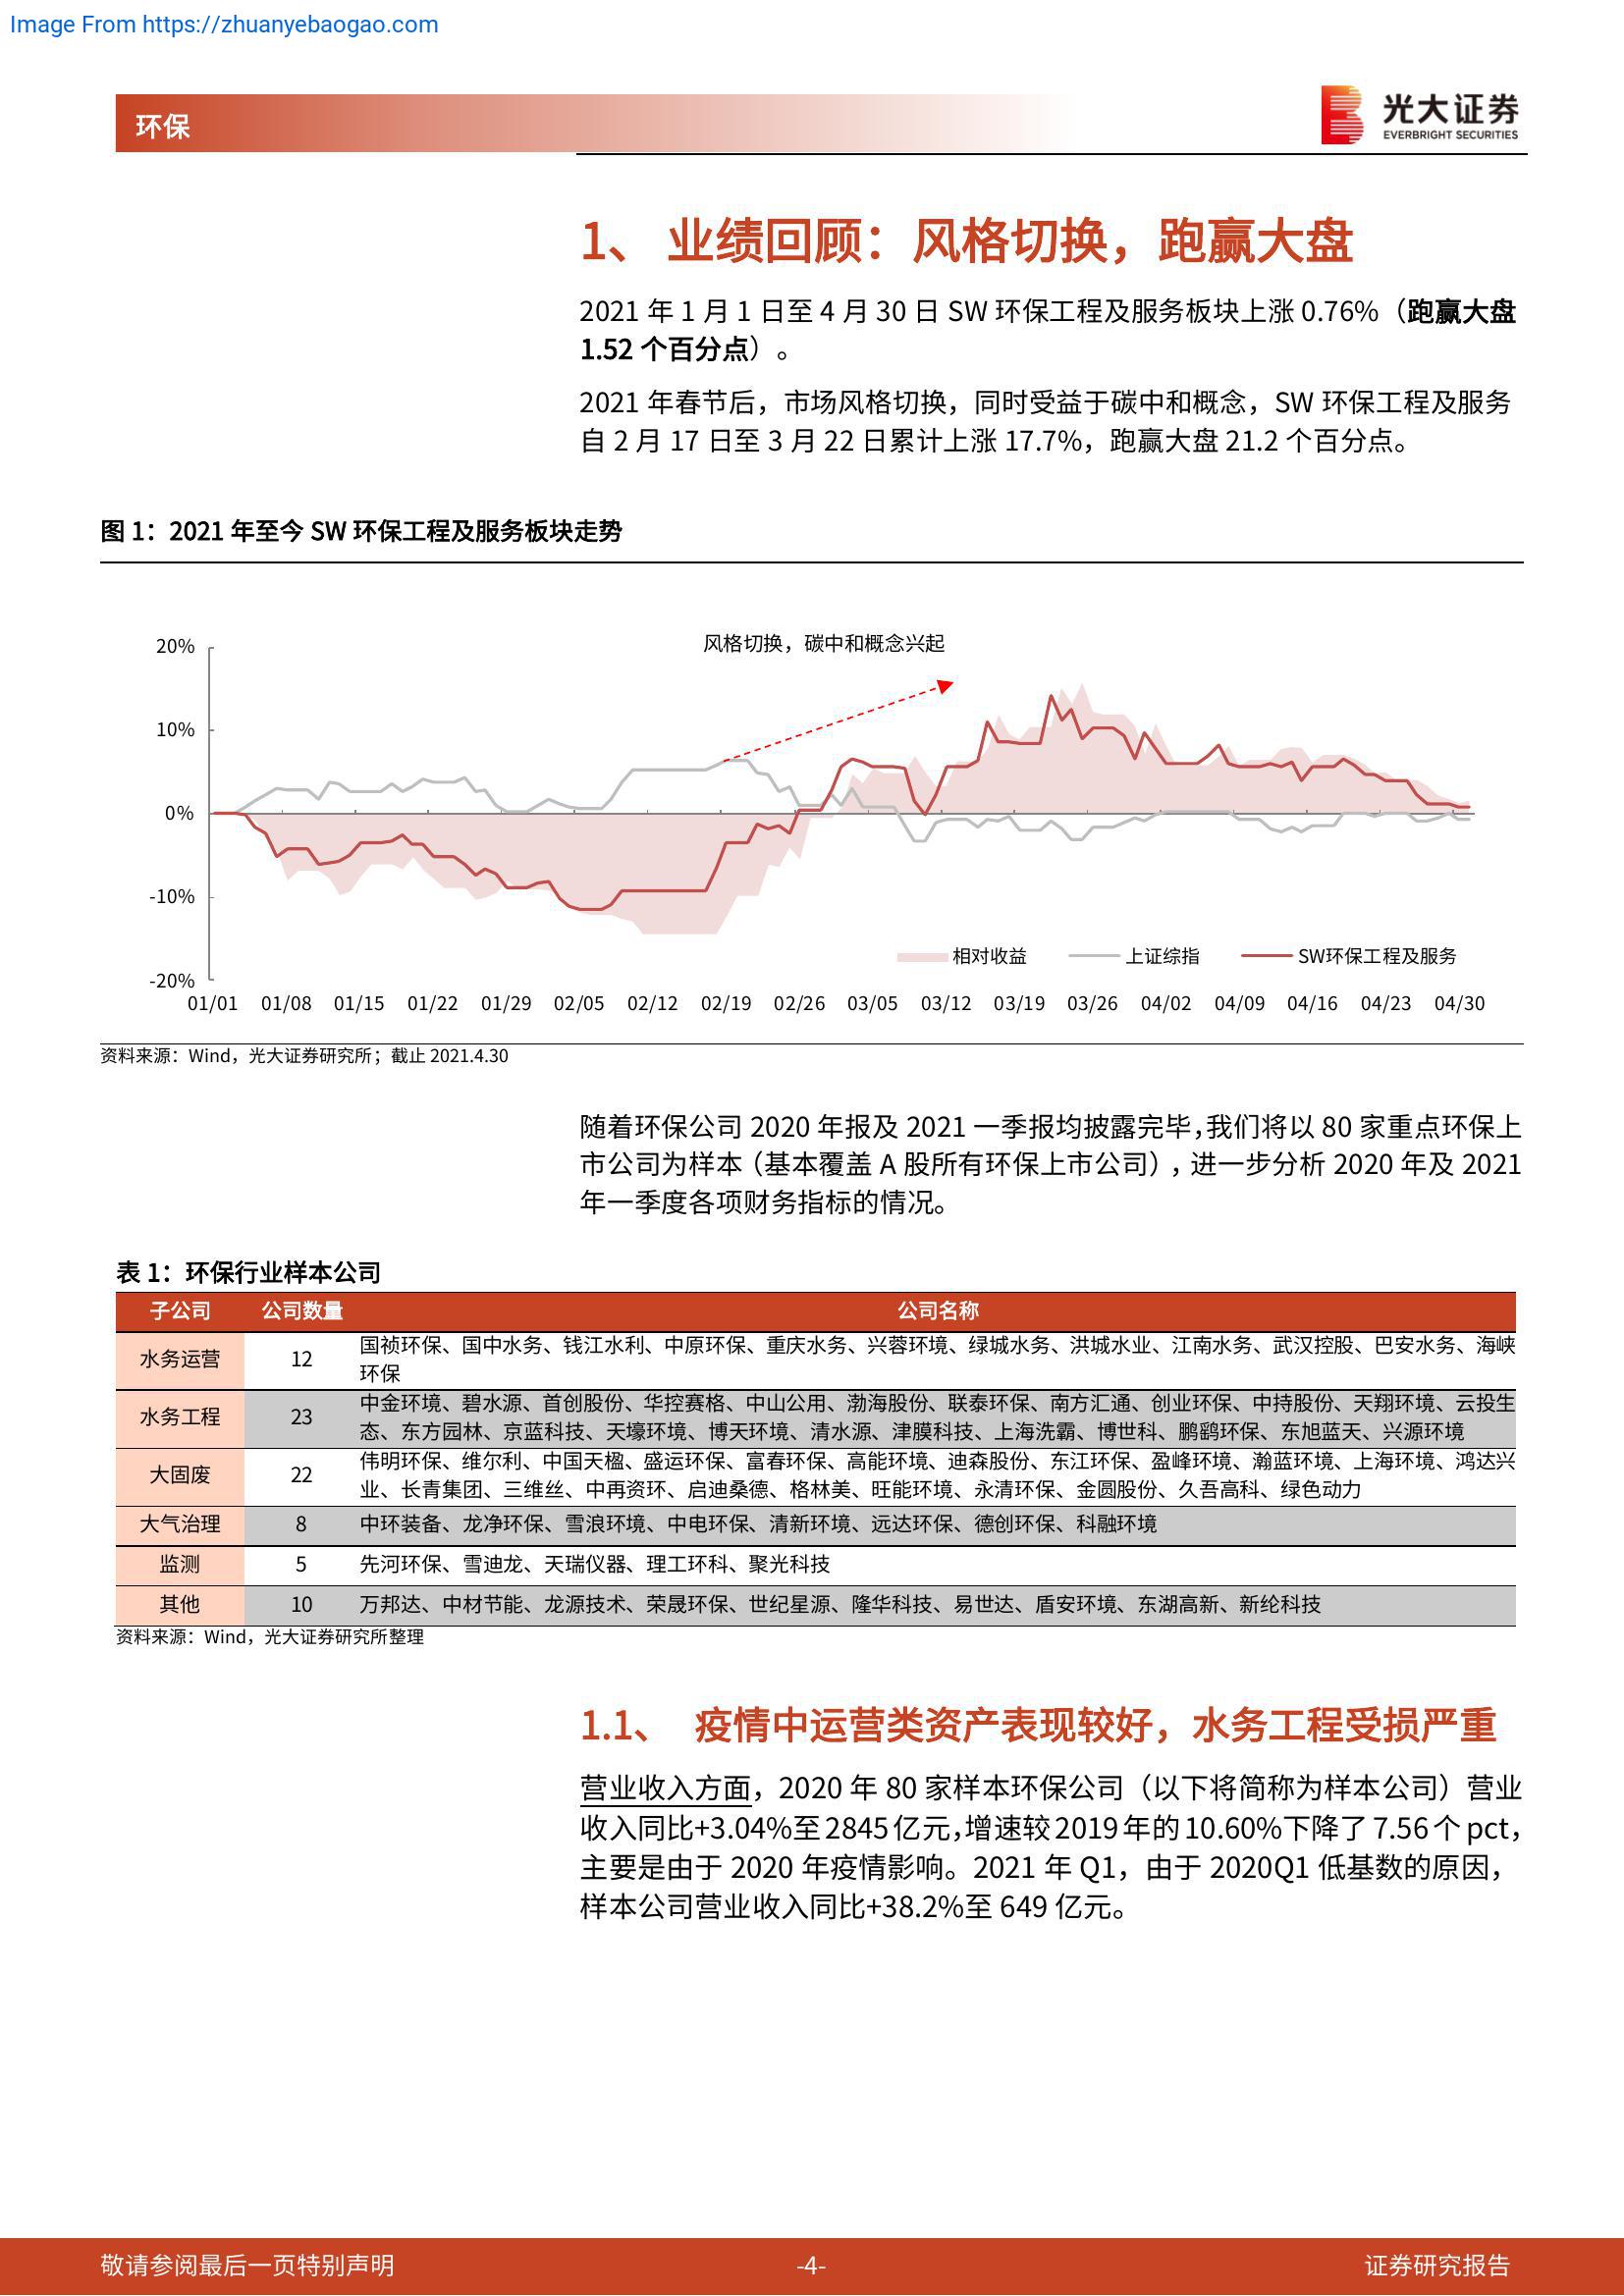 Image From https://zhuanyebaogao.com
环保
光大证券
EVERBRIGHT SECURITIES
1、 业绩回顾：风格切换，跑赢大盘
2021 年 1 月 1 日至 4 月 30 日 SW 环保工程及服务板块上涨 0.76%（跑赢大盘
1.52 个百分点）。
2021 年春节后，市场风格切换，同时受益于碳中和概念，SW 环保工程及服务
自 2 月 17 日至 3 月 22 日累计上涨 17.7%，跑赢大盘 21.2 个百分点。
图 1：2021 年至今 SW 环保工程及服务板块走势
风格切换，碳中和概念兴起
20%
10%
0%
-10%
-20%
相对收益 上证综指 SW环保工程及服务
01/01 01/08 01/15 01/22 01/29 02/05 02/12 02/19 02/26 03/05 03/12 03/19 03/26 04/02 04/09 04/16 04/23 04/30
资料来源：Wind，光大证券研究所；截止 2021.4.30
随着环保公司 2020 年报及 2021 一季报均披露完毕，我们将以 80 家重点环保上
市公司为样本（基本覆盖 A 股所有环保上市公司），进一步分析 2020 年及 2021
年一季度各项财务指标的情况。
表 1：环保行业样本公司
子公司 公司数量 公司名称
水务运营 12 国祯环保、国中水务、钱江水利、中原环保、重庆水务、兴蓉环境、绿城水务、洪城水业、江南水务、武汉控股、巴安水务、海峡
环保
水务工程 23 中金环境、碧水源、首创股份、华控赛格、中山公用、渤海股份、联泰环保、南方汇通、创业环保、中持股份、天翔环境、云投生
态、东方园林、京蓝科技、天壕环境、博天环境、清水源、津膜科技、上海洗霸、博世科、鹏鹞环保、东旭蓝天、兴源环境
大固废 22 伟明环保、维尔利、中国天楹、盛运环保、富春环保、高能环境、迪森股份、东江环保、盈峰环境、瀚蓝环境、上海环境、鸿达兴
业、长青集团、三维丝、中再资环、启迪桑德、格林美、旺能环境、永清环保、金圆股份、久吾高科、绿色动力
大气治理 8 中环装备、龙净环保、雪浪环境、中电环保、清新环境、远达环保、德创环保、科融环境
监测 5 先河环保、雪迪龙、天瑞仪器、理工环科、聚光科技
其他 10 万邦达、中材节能、龙源技术、荣晟环保、世纪星源、隆华科技、易世达、盾安环境、东湖高新、新纶科技
资料来源：Wind，光大证券研究所整理
1.1、 疫情中运营类资产表现较好，水务工程受损严重
营业收入方面，2020 年 80 家样本环保公司（以下将简称为样本公司）营业
收入同比+3.04%至 2845 亿元，增速较 2019 年的 10.60%下降了 7.56 个 pct，
主要是由于 2020 年疫情影响。2021 年 Q1，由于 2020Q1 低基数的原因，
样本公司营业收入同比+38.2%至 649 亿元。
敬请参阅最后一页特别声明 -4- 证券研究报告